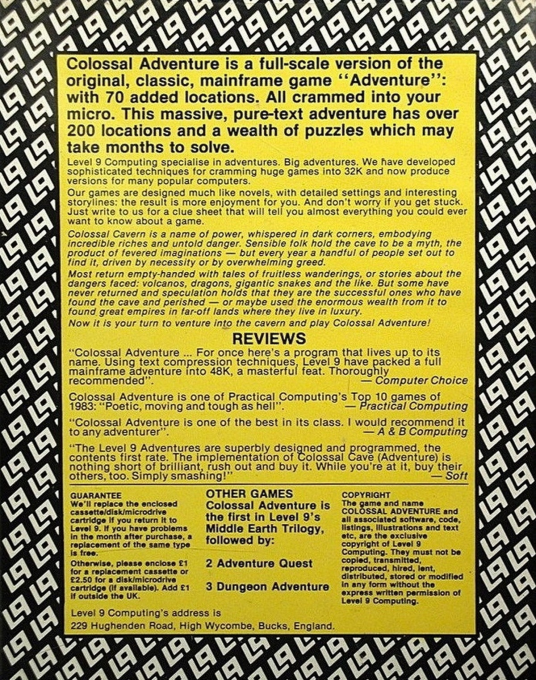 Colossal Adventure is a full-scale version of the
original, classic, mainframe game "Adventure":
with 70 added locations. All crammed into your
micro. This massive, pure-text adventure has over
200 locations and a wealth of puzzles which may
take months to solve.
Level 9 Computing specialise in adventures. Big adventures. We have developed
sophisticated techniques for cramming huge games into 32K and now produce
versions for many popular computers.
Our games are designed much like novels, with detailed settings and interesting
storylines: the result is more enjoyment for you. And don't worry if you get stuck.
Just write to us for a clue sheet that will tell you almost everything you could ever
want to know about a game.
Colossal Cavern is a name of power, whispered in dark corners, embodying
incredible riches and untold danger. Sensible folk hold the cave to be a myth, the
product of fevered imaginations — but every year a handful of people set out to
find it, driven by necessity or by overwhelming greed.
Most return empty-handed with tales of fruitless wanderings, or stories about the
dangers faced: volcanos, dragons, gigantic snakes and the like. But some have
never returned and speculation holds that they are the successful ones who have
found the cave and perished — or maybe used the enormous wealth from it to
found great empires in far-off lands where they live in luxury.
Now it is your turn to venture into the cavern and play Colossal Adventure!
REVIEWS
"Colossal Adventure ... For once here's a program that lives up to its
name. Using text compression techniques, Level 9 have packed a full
mainframe adventure into 48K, a masterful feat. Thoroughly
recommended". — Computer Choice
Colossal Adventure is one of Practical Computing's Top 10 games of
1983: "Poetic, moving and tough as hell". — Practical Computing
"Colossal Adventure is one of the best in its class. I would recommend it
to any adventurer". — A & B Computing
"The Level 9 Adventures are superbly designed and programmed, the
contents first rate. The implementation of Colossal Cave (Adventure) is
nothing short of brilliant, rush out and buy it. While you're at it, buy their
others, too. Simply smashing!" — Soft
GUARANTEE
We'll replace the enclosed
cassette/disk/microdrive
cartridge if you return it to
Level 9. If you have problems
in the month after purchase, a
replacement of the same type
is free.
Otherwise, please enclose £1
for a replacement cassette or
£2.50 for a disk/microdrive
cartridge (if available). Add £1
if outside the UK.
OTHER GAMES
Colossal Adventure is
the first in Level 9's
Middle Earth Trilogy,
followed by:
2 Adventure Quest
3 Dungeon Adventure
COPYRIGHT
The game and name
COLOSSAL ADVENTURE and
all associated software, code,
listings, illustrations and text
etc, are the exclusive
copyright of Level 9
Computing. They must not be
copied, transmitted,
reproduced, hired, lent,
distributed, stored or modified
in any form without the
express written permission of
Level 9 Computing.
Level 9 Computing's address is
229 Hughenden Road, High Wycombe, Bucks, England.